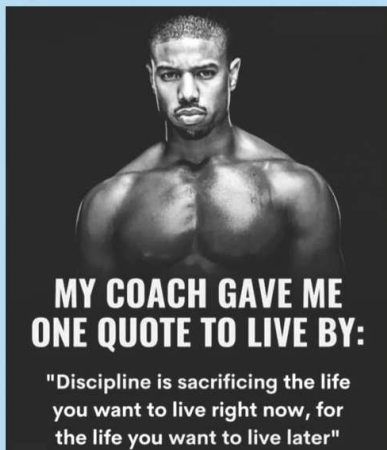 MY COACH GAVE ME
ONE QUOTE TO LIVE BY:
"Discipline is sacrificing the life
you want to live right now, for
the life you want to live later"